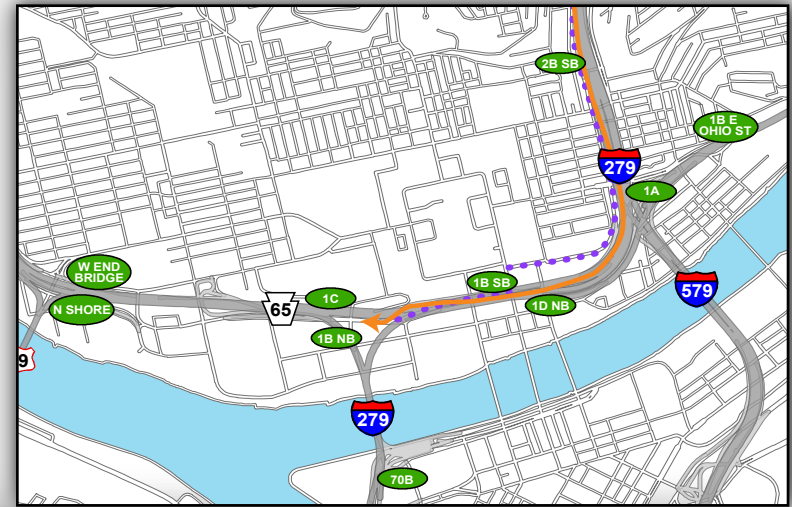 2B SB
1B E
OHIO ST
279
1A
W END
BRIDGE
1B SB
579
1C
N SHORE
65
1D NB
1B NB
9
279
70B